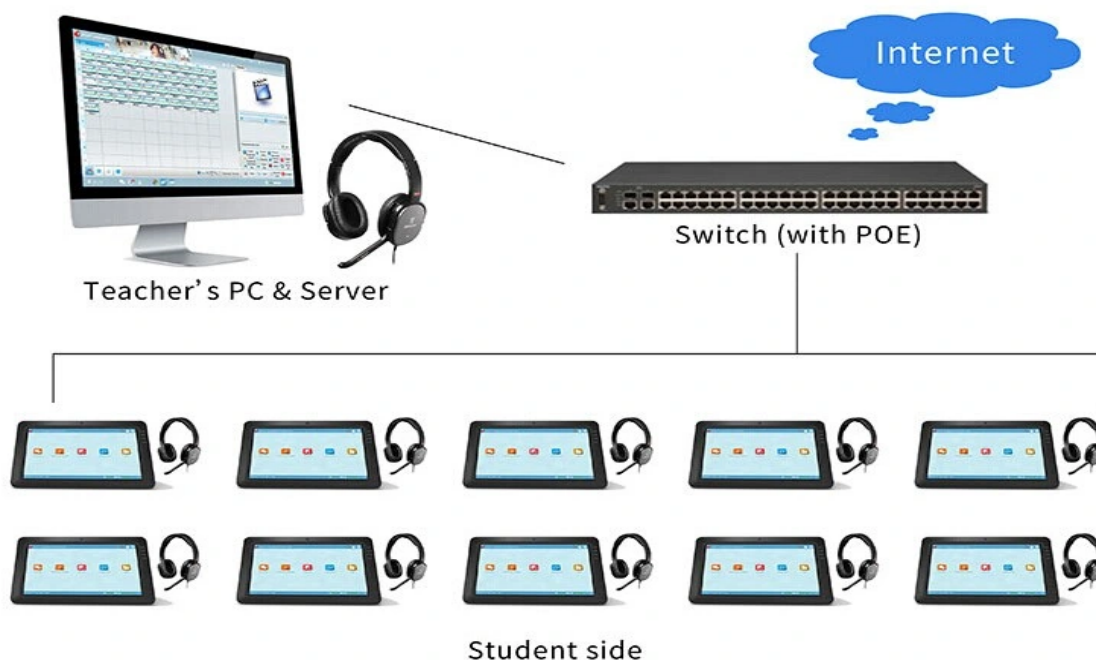 Internet
Switch (with POE)
Teacher's PC & Server
Student side